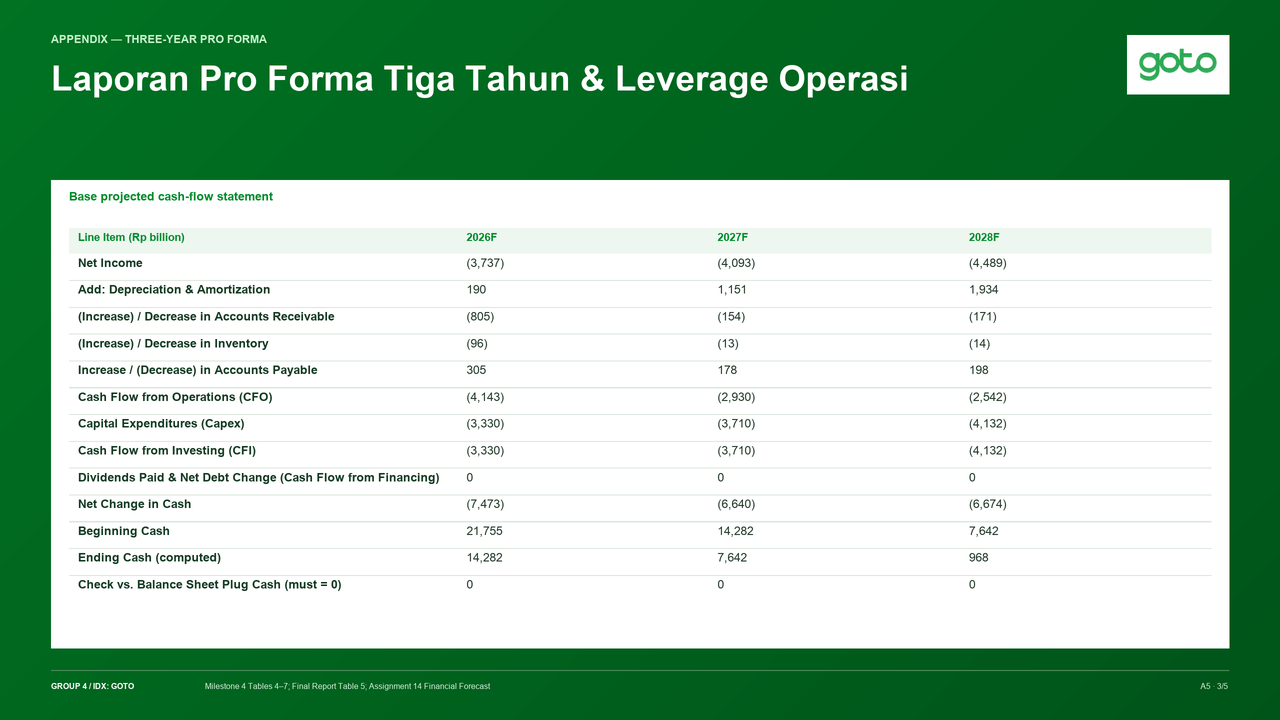 APPENDIX — THREE-YEAR PRO FORMA
Laporan Pro Forma Tiga Tahun & Leverage Operasi
goto
Base projected cash-flow statement
Line Item (Rp billion) 2026F 2027F 2028F
Net Income (3,737) (4,093) (4,489)
Add: Depreciation & Amortization 190 1,151 1,934
(Increase) / Decrease in Accounts Receivable (805) (154) (171)
(Increase) / Decrease in Inventory (96) (13) (14)
Increase / (Decrease) in Accounts Payable 305 178 198
Cash Flow from Operations (CFO) (4,143) (2,930) (2,542)
Capital Expenditures (Capex) (3,330) (3,710) (4,132)
Cash Flow from Investing (CFI) (3,330) (3,710) (4,132)
Dividends Paid & Net Debt Change (Cash Flow from Financing) 0 0 0
Net Change in Cash (7,473) (6,640) (6,674)
Beginning Cash 21,755 14,282 7,642
Ending Cash (computed) 14,282 7,642 968
Check vs. Balance Sheet Plug Cash (must = 0) 0 0 0
GROUP 4 / IDX: GOTO Milestone 4 Tables 4–7; Final Report Table 5; Assignment 14 Financial Forecast A5 · 3/5